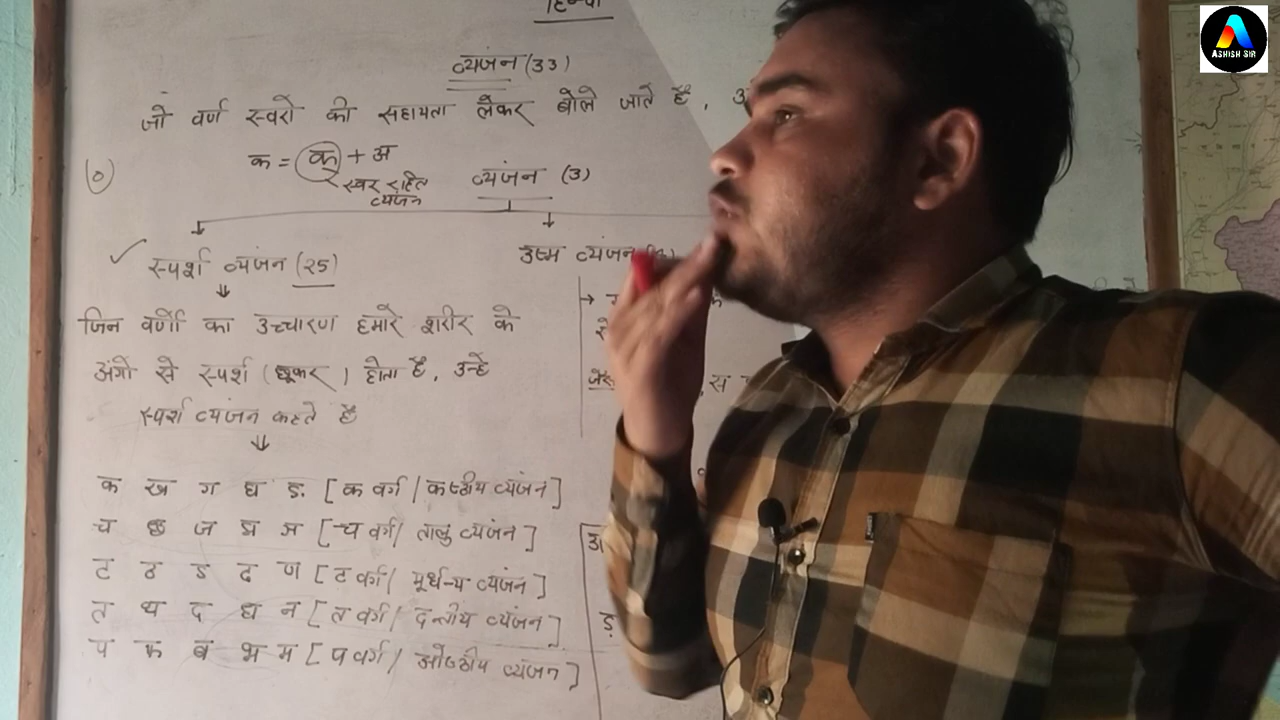 हिन्दी
व्यंजन (33)
जो वर्ण स्वरो की सहायता लेकर बोले जाते है,
क = क् + अ
स्वर रहित
व्यंजन
व्यंजन (3)
स्पर्श व्यंजन (25)
उष्म व्यंजन
जिन वर्णो का उच्चारण हमारे शरीर के
अंगो से स्पर्श (छूकर) होता है, उन्हे
स्पर्श व्यंजन कहते है
क ख ग घ ङ [क वर्ग / कण्ठीय व्यंजन]
च छ ज झ ञ [च वर्ग / तालु व्यंजन]
ट ठ ड ढ ण [ट वर्ग / मूर्धन्य व्यंजन]
त थ द ध न [त वर्ग / दन्तीय व्यंजन]
प फ ब भ म [प वर्ग / ओष्ठीय व्यंजन]
ASHISH SIR